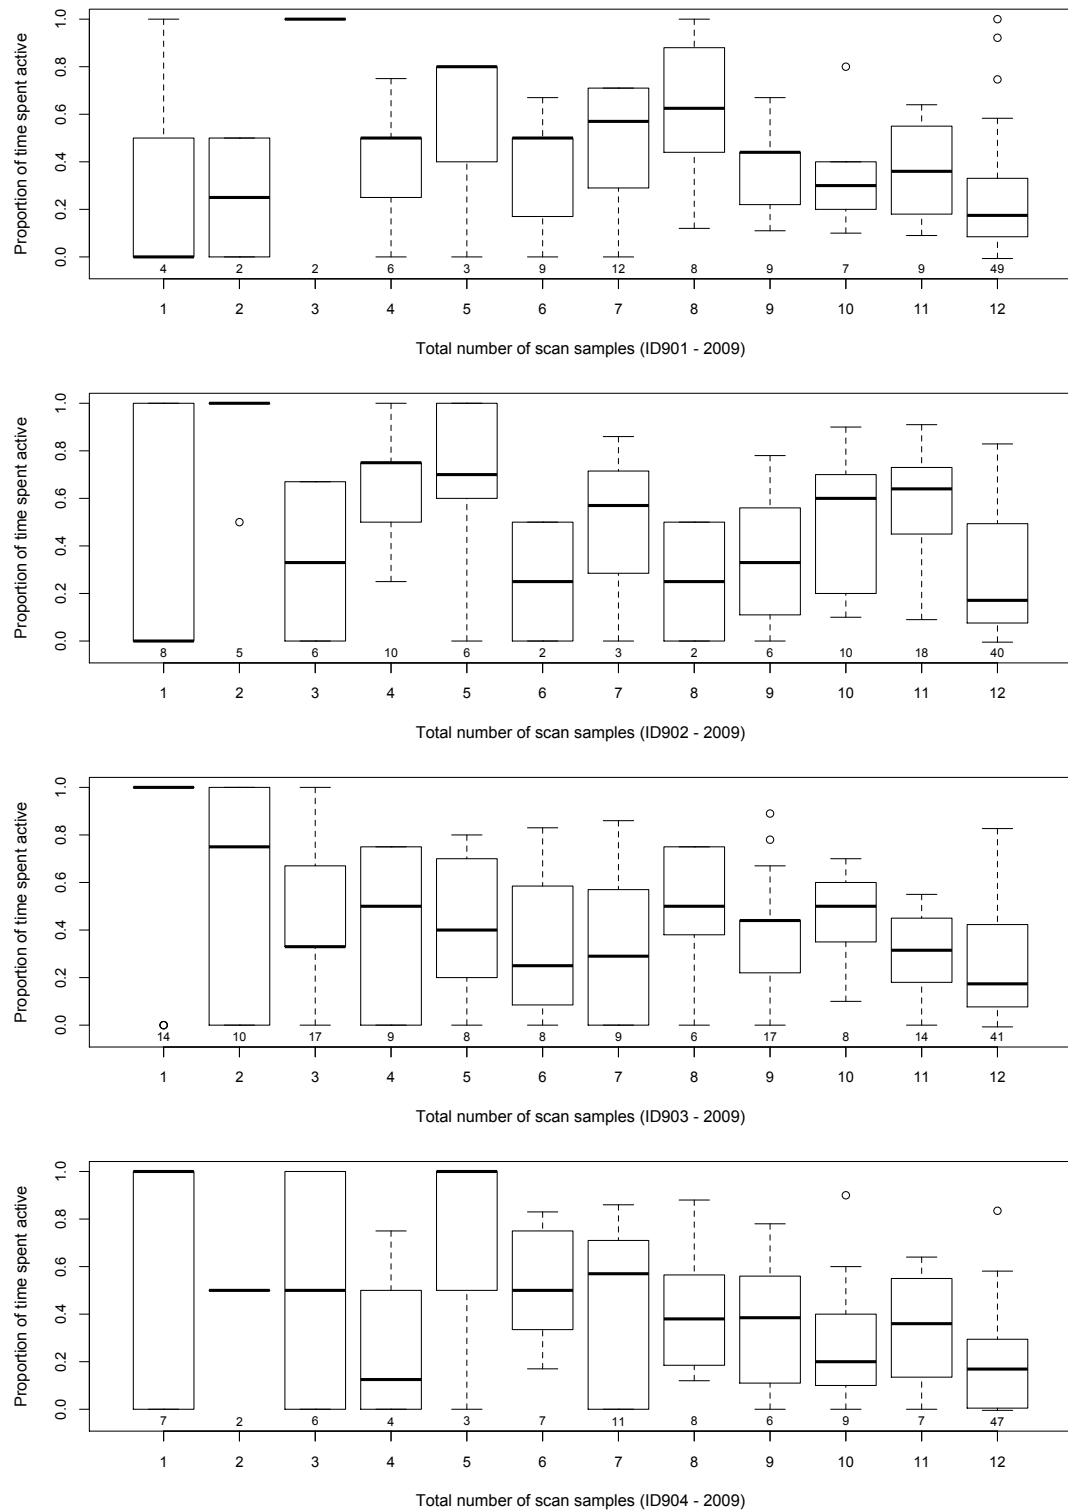 Proportion of time spent active
1.0
0.8
0.6
0.4
0.2
0.0
4 2 2 6 3 9 12 8 9 7 9 49
1 2 3 4 5 6 7 8 9 10 11 12
Total number of scan samples (ID901 - 2009)
Proportion of time spent active
1.0
0.8
0.6
0.4
0.2
0.0
8 5 6 10 6 2 3 2 6 10 18 40
1 2 3 4 5 6 7 8 9 10 11 12
Total number of scan samples (ID902 - 2009)
Proportion of time spent active
1.0
0.8
0.6
0.4
0.2
0.0
14 10 17 9 8 8 9 6 17 8 14 41
1 2 3 4 5 6 7 8 9 10 11 12
Total number of scan samples (ID903 - 2009)
Proportion of time spent active
1.0
0.8
0.6
0.4
0.2
0.0
7 2 6 4 3 7 11 8 6 9 7 47
1 2 3 4 5 6 7 8 9 10 11 12
Total number of scan samples (ID904 - 2009)